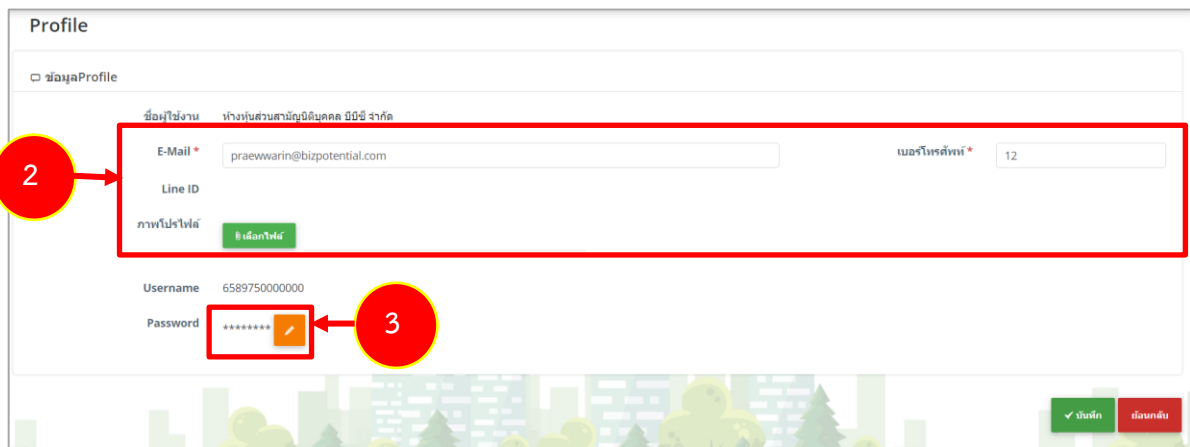 Profile
ข้อมูลProfile
ชื่อผู้ใช้งาน ห้างหุ้นส่วนสามัญนิติบุคคล บีบีซี จำกัด
E-Mail * praewwarin@bizpotential.com เบอร์โทรศัพท์ * 12
2
Line ID
ภาพโปรไฟล์ เลือกไฟล์
Username 6589750000000
Password ******** 3
บันทึก ย้อนกลับ